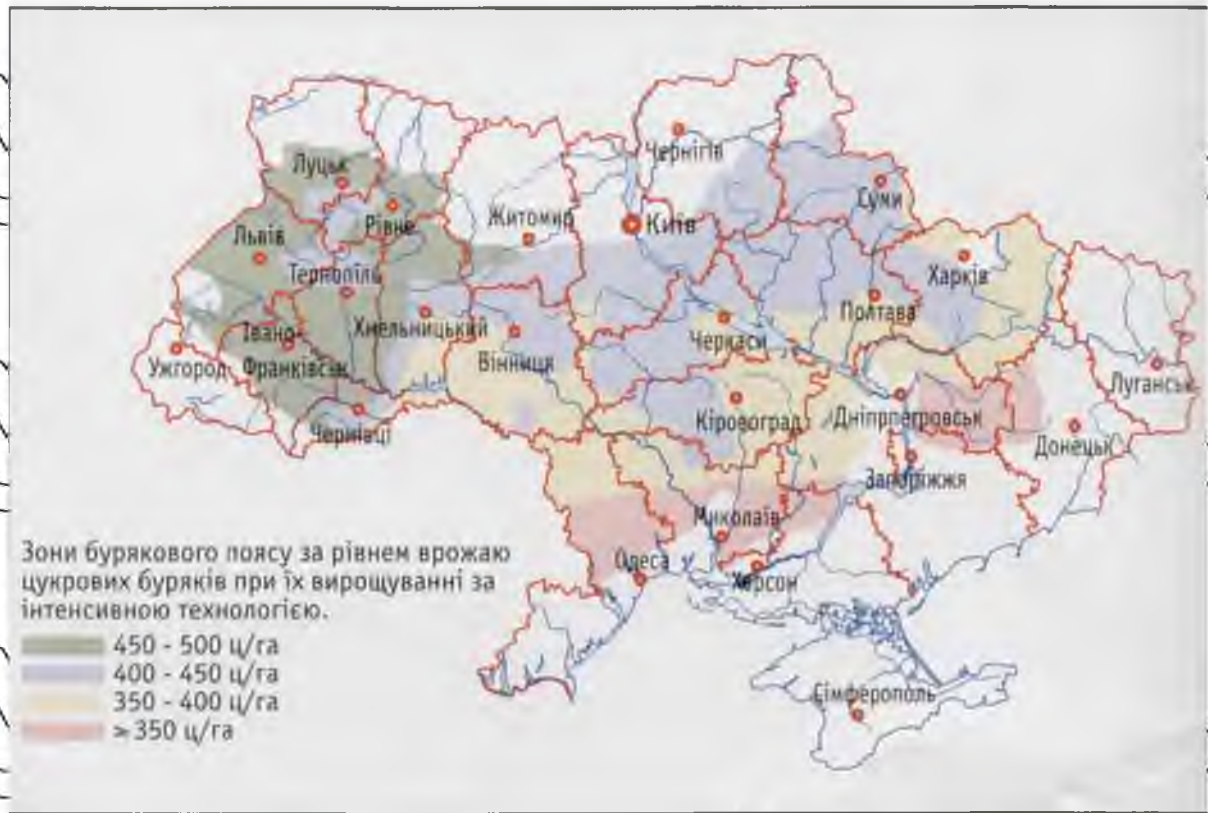 Чернігів
Луцьк
Суми
Рівне
Житомир
Київ
Львів
Харків
Тернопіль
Полтава
Хмельницький
Івано-
Франківськ
Черкаси
Вінниця
Ужгород
Луганськ
Кіровоград
Дніпрпетровськ
Чернівці
Донецьк
Запоріжжя
Миколаїв
Одеса
Херсон
Сімферополь
Зони бурякового поясу за рівнем врожаю
цукрових буряків при їх вирощуванні за
інтенсивною технологією.
450 - 500 ц/га
400 - 450 ц/га
350 - 400 ц/га
≽ 350 ц/га